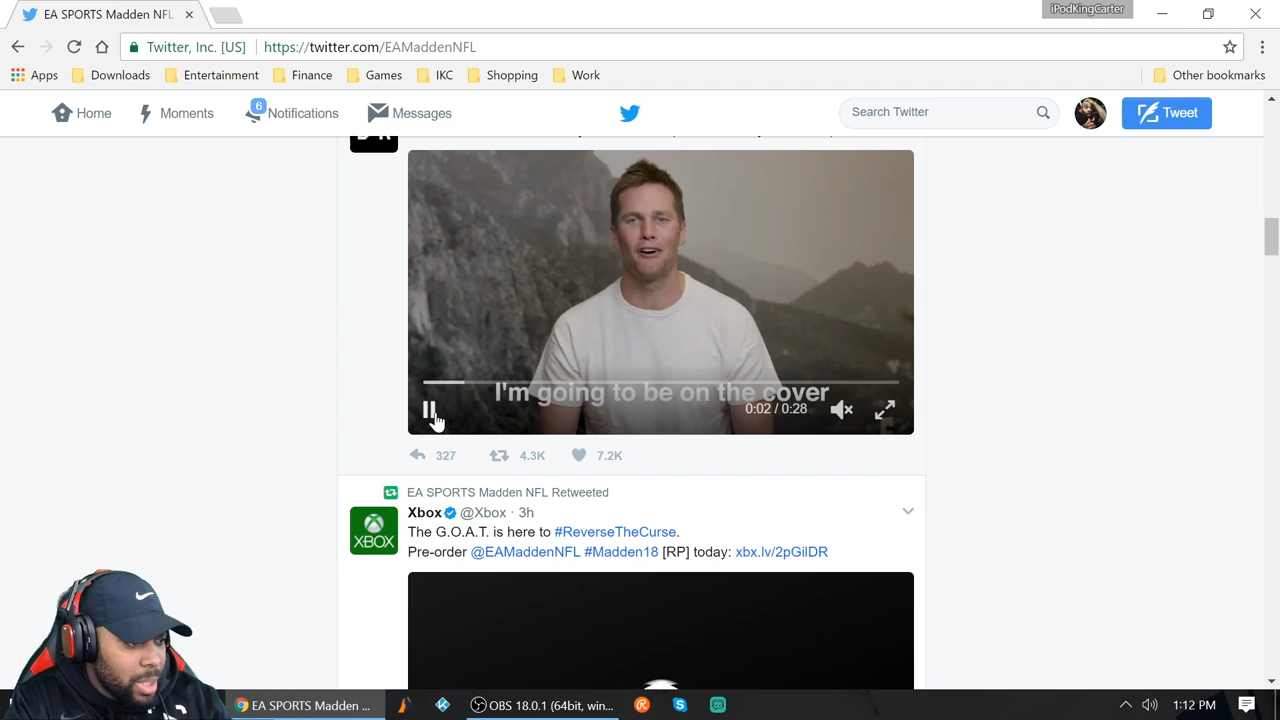 EA SPORTS Madden NFL
iPodKingCarter
Twitter, Inc. [US]
https://twitter.com/EAMaddenNFL
Apps
Downloads
Entertainment
Finance
Games
IKC
Shopping
Work
Other bookmarks
Home
Moments
6
Notifications
Messages
Search Twitter
Tweet
I'm going to be on the cover
0:02 / 0:28
327
4.3K
7.2K
EA SPORTS Madden NFL Retweeted
Xbox @Xbox · 3h
The G.O.A.T. is here to #ReverseTheCurse.
Pre-order @EAMaddenNFL #Madden18 [RP] today: xbx.lv/2pGilDR
XBOX
EA SPORTS Madden ...
OBS 18.0.1 (64bit, win...
1:12 PM